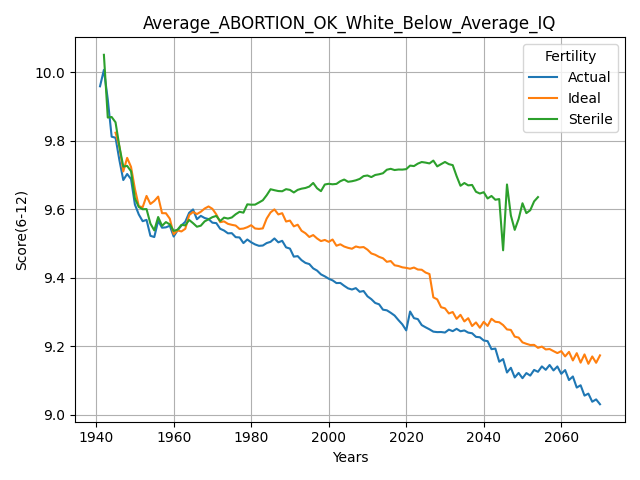 Average_ABORTION_OK_White_Below_Average_IQ
Fertility
Actual
Ideal
Sterile
Score(6-12)
10.0
9.8
9.6
9.4
9.2
9.0
1940 1960 1980 2000 2020 2040 2060
Years